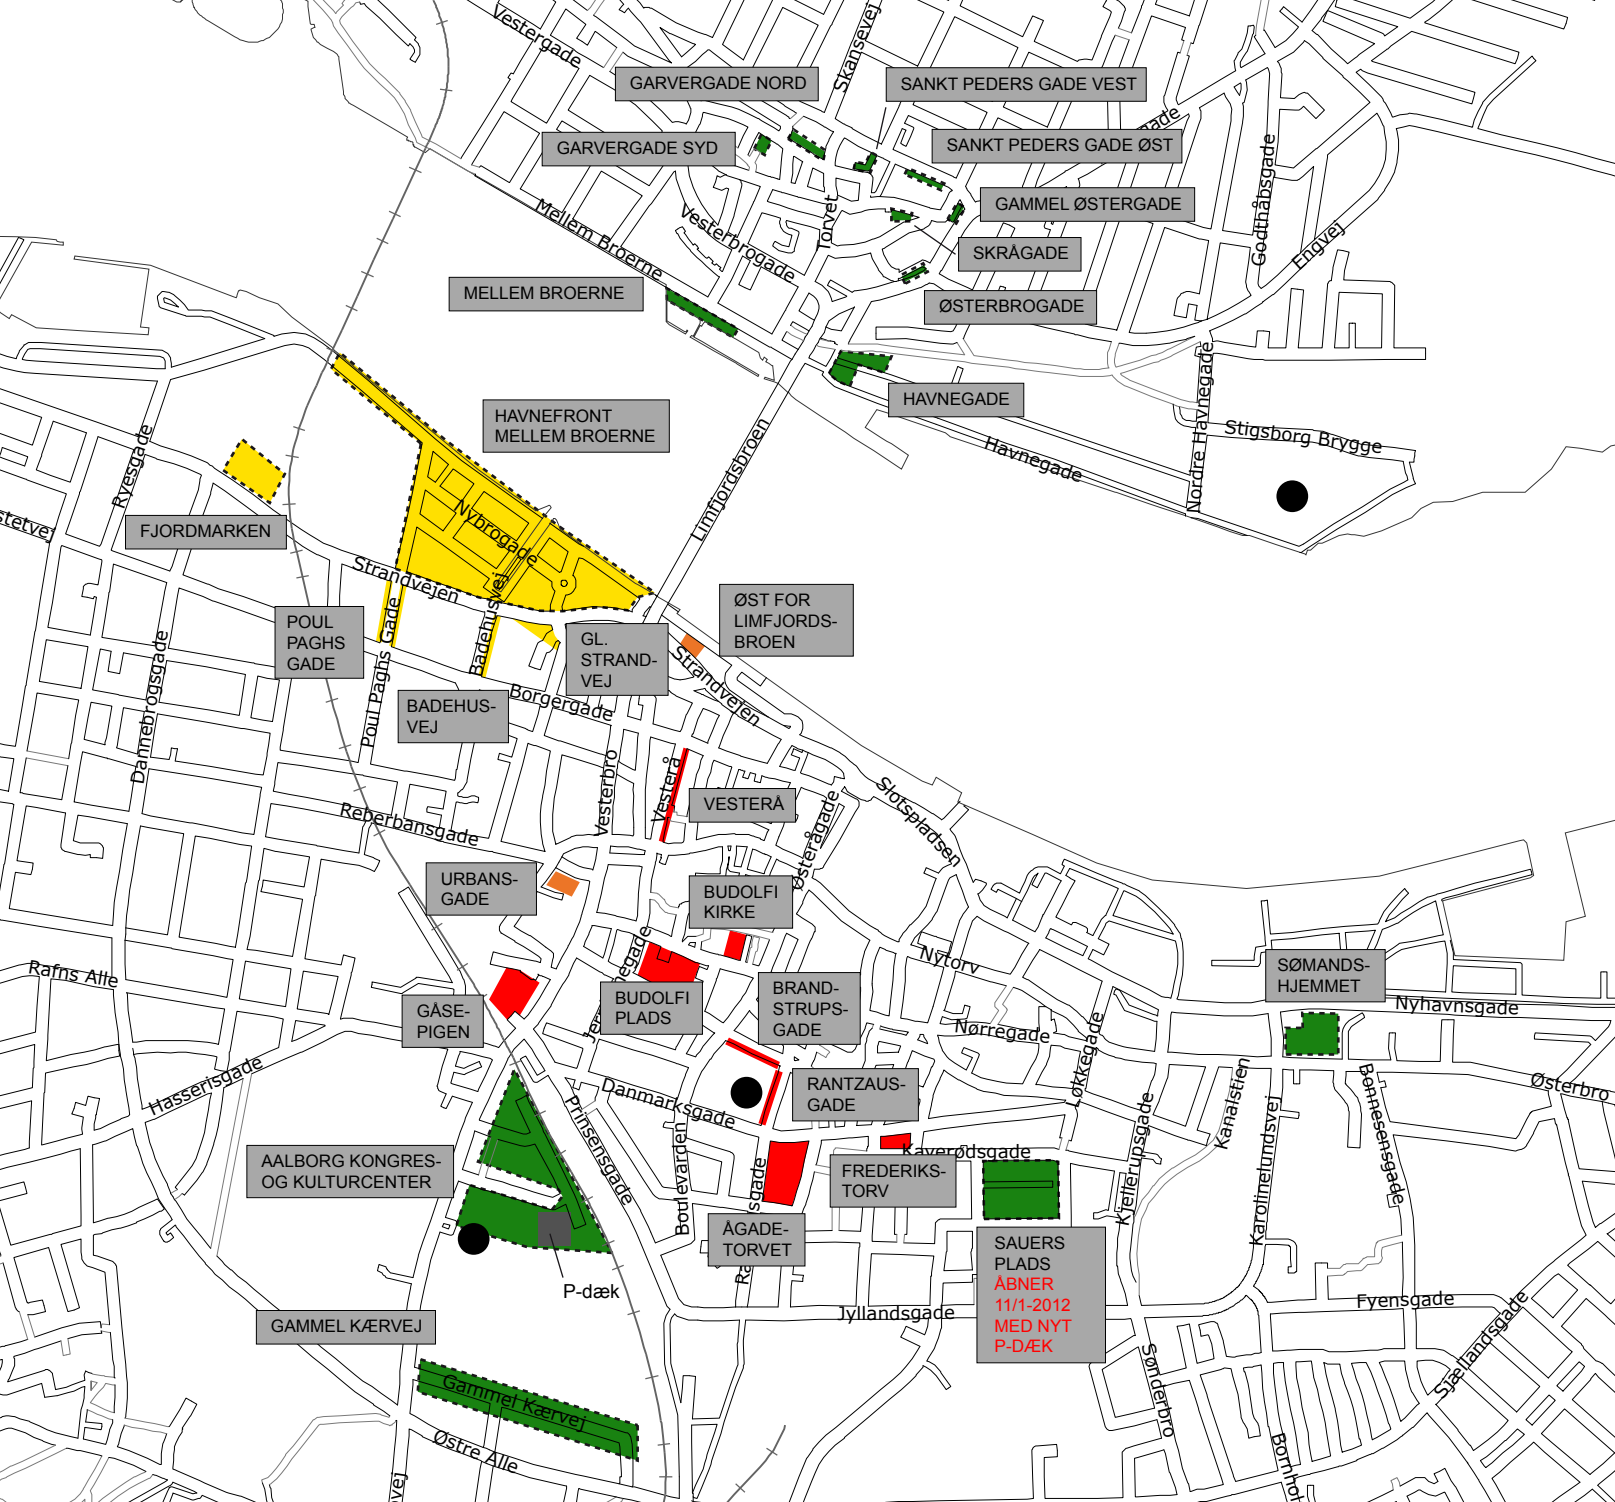 Vestergade
Skansevej
GARVERGADE NORD
SANKT PEDERS GADE VEST
GARVERGADE SYD
SANKT PEDERS GADE ØST
Godthåbsgade
Mellem Broerne
Vesterbrogade
Torvet
GAMMEL ØSTERGADE
Engvej
SKRÅGADE
MELLEM BROERNE
ØSTERBROGADE
Nordre Havnegade
HAVNEGADE
HAVNEFRONT
MELLEM BROERNE
Stigsborg Brygge
Havnegade
Limfjordsbroen
Ryesgade
FJORDMARKEN
Nybrogade
Strandvejen
Badehusvej
POUL
PAGHS
GADE
Poul Paghs Gade
GL.
STRAND-
VEJ
ØST FOR
LIMFJORDS-
BROEN
Strandvejen
Dannebrogsgade
BADEHUS-
VEJ
Borgergade
Vesterbro
Vesterå
VESTERÅ
Østerågade
Slotspladsen
Reberbansgade
URBANS-
GADE
BUDOLFI
KIRKE
Nytorv
Rafns Alle
SØMANDS-
HJEMMET
Nyhavnsgade
GÅSE-
PIGEN
BUDOLFI
PLADS
BRAND-
STRUPS-
GADE
Nørregade
Løkkegade
Hasserisgade
Danmarksgade
RANTZAUS-
GADE
Prinsensgade
Boulevarden
Kjellerupsgade
Kanalstien
Karolinelundsvej
Bonnesensgade
Østerbro
AALBORG KONGRES-
OG KULTURCENTER
FREDERIKS-
TORV
Kayerødsgade
ÅGADE-
TORVET
SAUERS
PLADS
ÅBNER
11/1-2012
MED NYT
P-DÆK
P-dæk
GAMMEL KÆRVEJ
Jyllandsgade
Fyensgade
Sjællandsgade
Sønderbro
Gammel Kærvej
Østre Alle